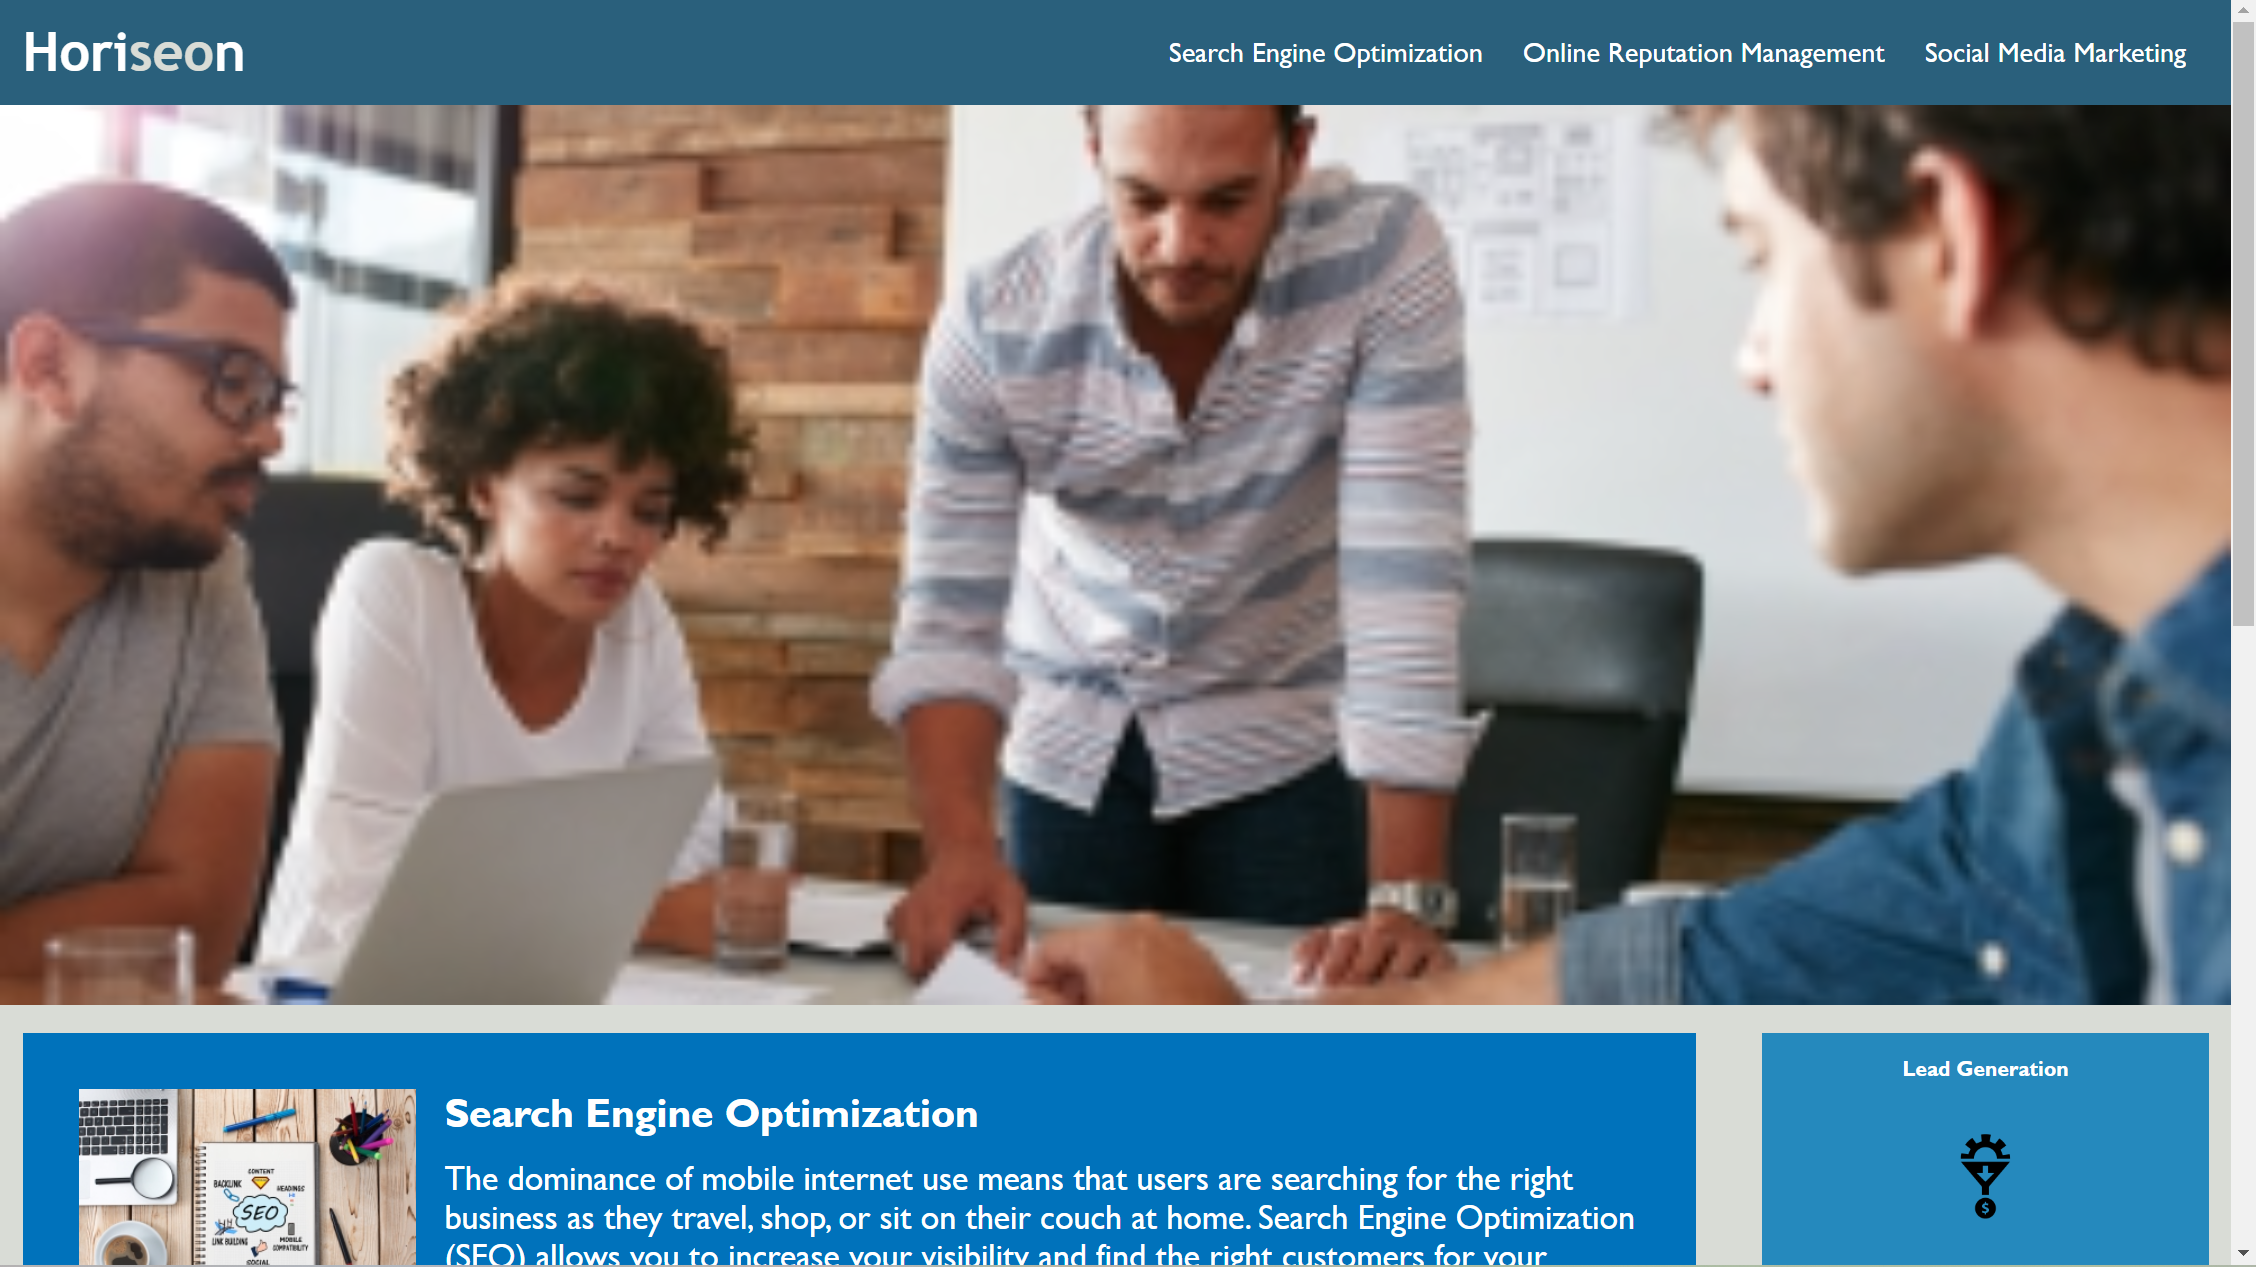 Horiseon
Search Engine Optimization
Online Reputation Management
Social Media Marketing
Search Engine Optimization
The dominance of mobile internet use means that users are searching for the right
business as they travel, shop, or sit on their couch at home. Search Engine Optimization
(SEO) allows you to increase your visibility and find the right customers for your
CONTENT
BACKLINK
HEADINGS
SEO
LINK BUILDING
MOBILE
COMPATIBILITY
SOCIAL
Lead Generation
$